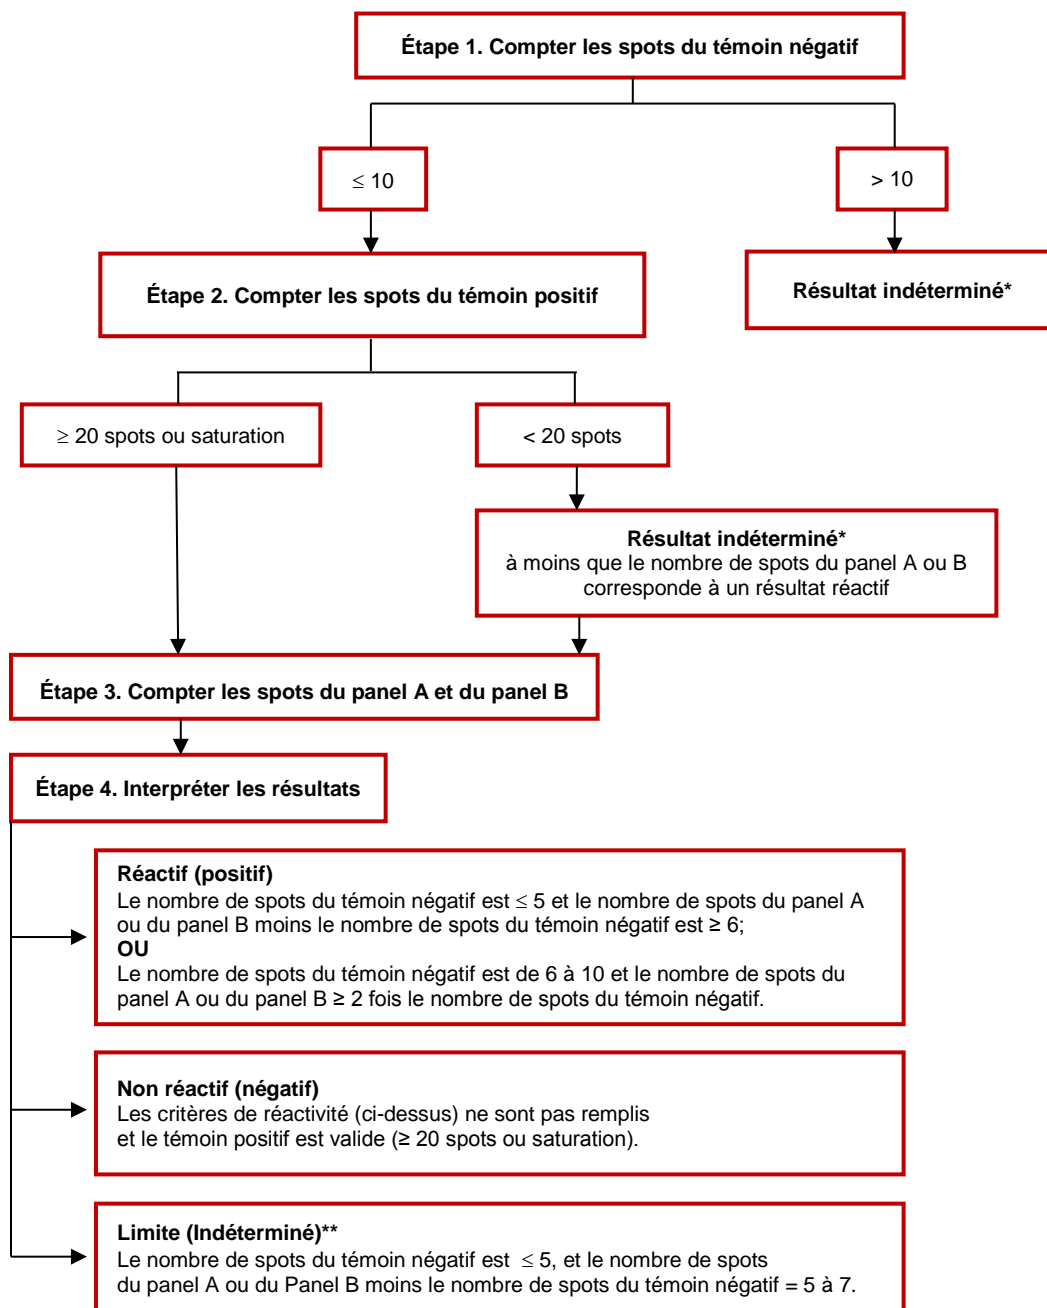 Étape 1. Compter les spots du témoin négatif
≤ 10
> 10
Étape 2. Compter les spots du témoin positif
Résultat indéterminé*
≥ 20 spots ou saturation
< 20 spots
Résultat indéterminé*
à moins que le nombre de spots du panel A ou B
corresponde à un résultat réactif
Étape 3. Compter les spots du panel A et du panel B
Étape 4. Interpréter les résultats
Réactif (positif)
Le nombre de spots du témoin négatif est ≤ 5 et le nombre de spots du panel A
ou du panel B moins le nombre de spots du témoin négatif est ≥ 6;
OU
Le nombre de spots du témoin négatif est de 6 à 10 et le nombre de spots du
panel A ou du panel B ≥ 2 fois le nombre de spots du témoin négatif.
Non réactif (négatif)
Les critères de réactivité (ci-dessus) ne sont pas remplis
et le témoin positif est valide (≥ 20 spots ou saturation).
Limite (Indéterminé)**
Le nombre de spots du témoin négatif est ≤ 5, et le nombre de spots
du panel A ou du Panel B moins le nombre de spots du témoin négatif = 5 à 7.